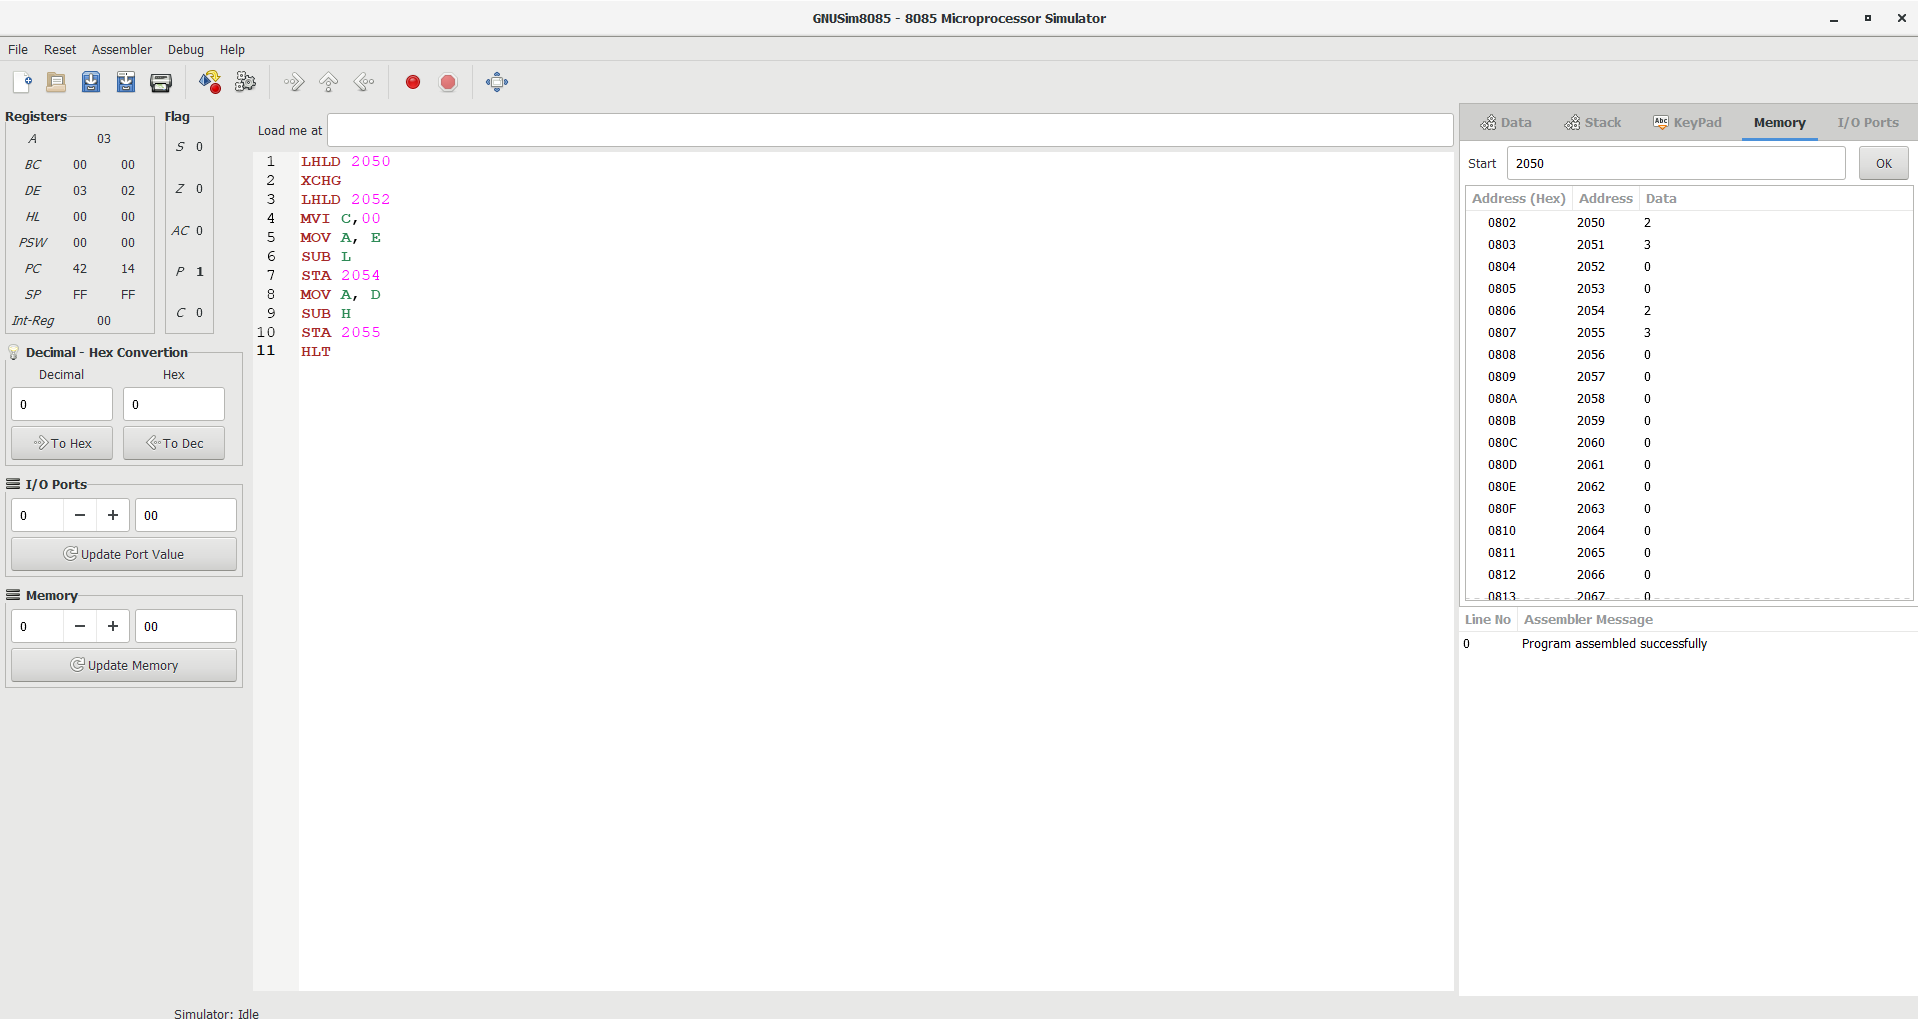 GNUSim8085 - 8085 Microprocessor Simulator
File Reset Assembler Debug Help
Registers
A 03
BC 00 00
DE 03 02
HL 00 00
PSW 00 00
PC 42 14
SP FF FF
Int-Reg 00
Flag
S 0
Z 0
AC 0
P 1
C 0
Decimal - Hex Convertion
Decimal Hex
0 0
To Hex To Dec
I/O Ports
0 − + 00
Update Port Value
Memory
0 − + 00
Update Memory
Load me at
1 LHLD 2050
2 XCHG
3 LHLD 2052
4 MVI C,00
5 MOV A, E
6 SUB L
7 STA 2054
8 MOV A, D
9 SUB H
10 STA 2055
11 HLT
Data Stack Abc KeyPad Memory I/O Ports
Start 2050 OK
Address (Hex) Address Data
0802 2050 2
0803 2051 3
0804 2052 0
0805 2053 0
0806 2054 2
0807 2055 3
0808 2056 0
0809 2057 0
080A 2058 0
080B 2059 0
080C 2060 0
080D 2061 0
080E 2062 0
080F 2063 0
0810 2064 0
0811 2065 0
0812 2066 0
0813 2067 0
Line No Assembler Message
0 Program assembled successfully
Simulator: Idle